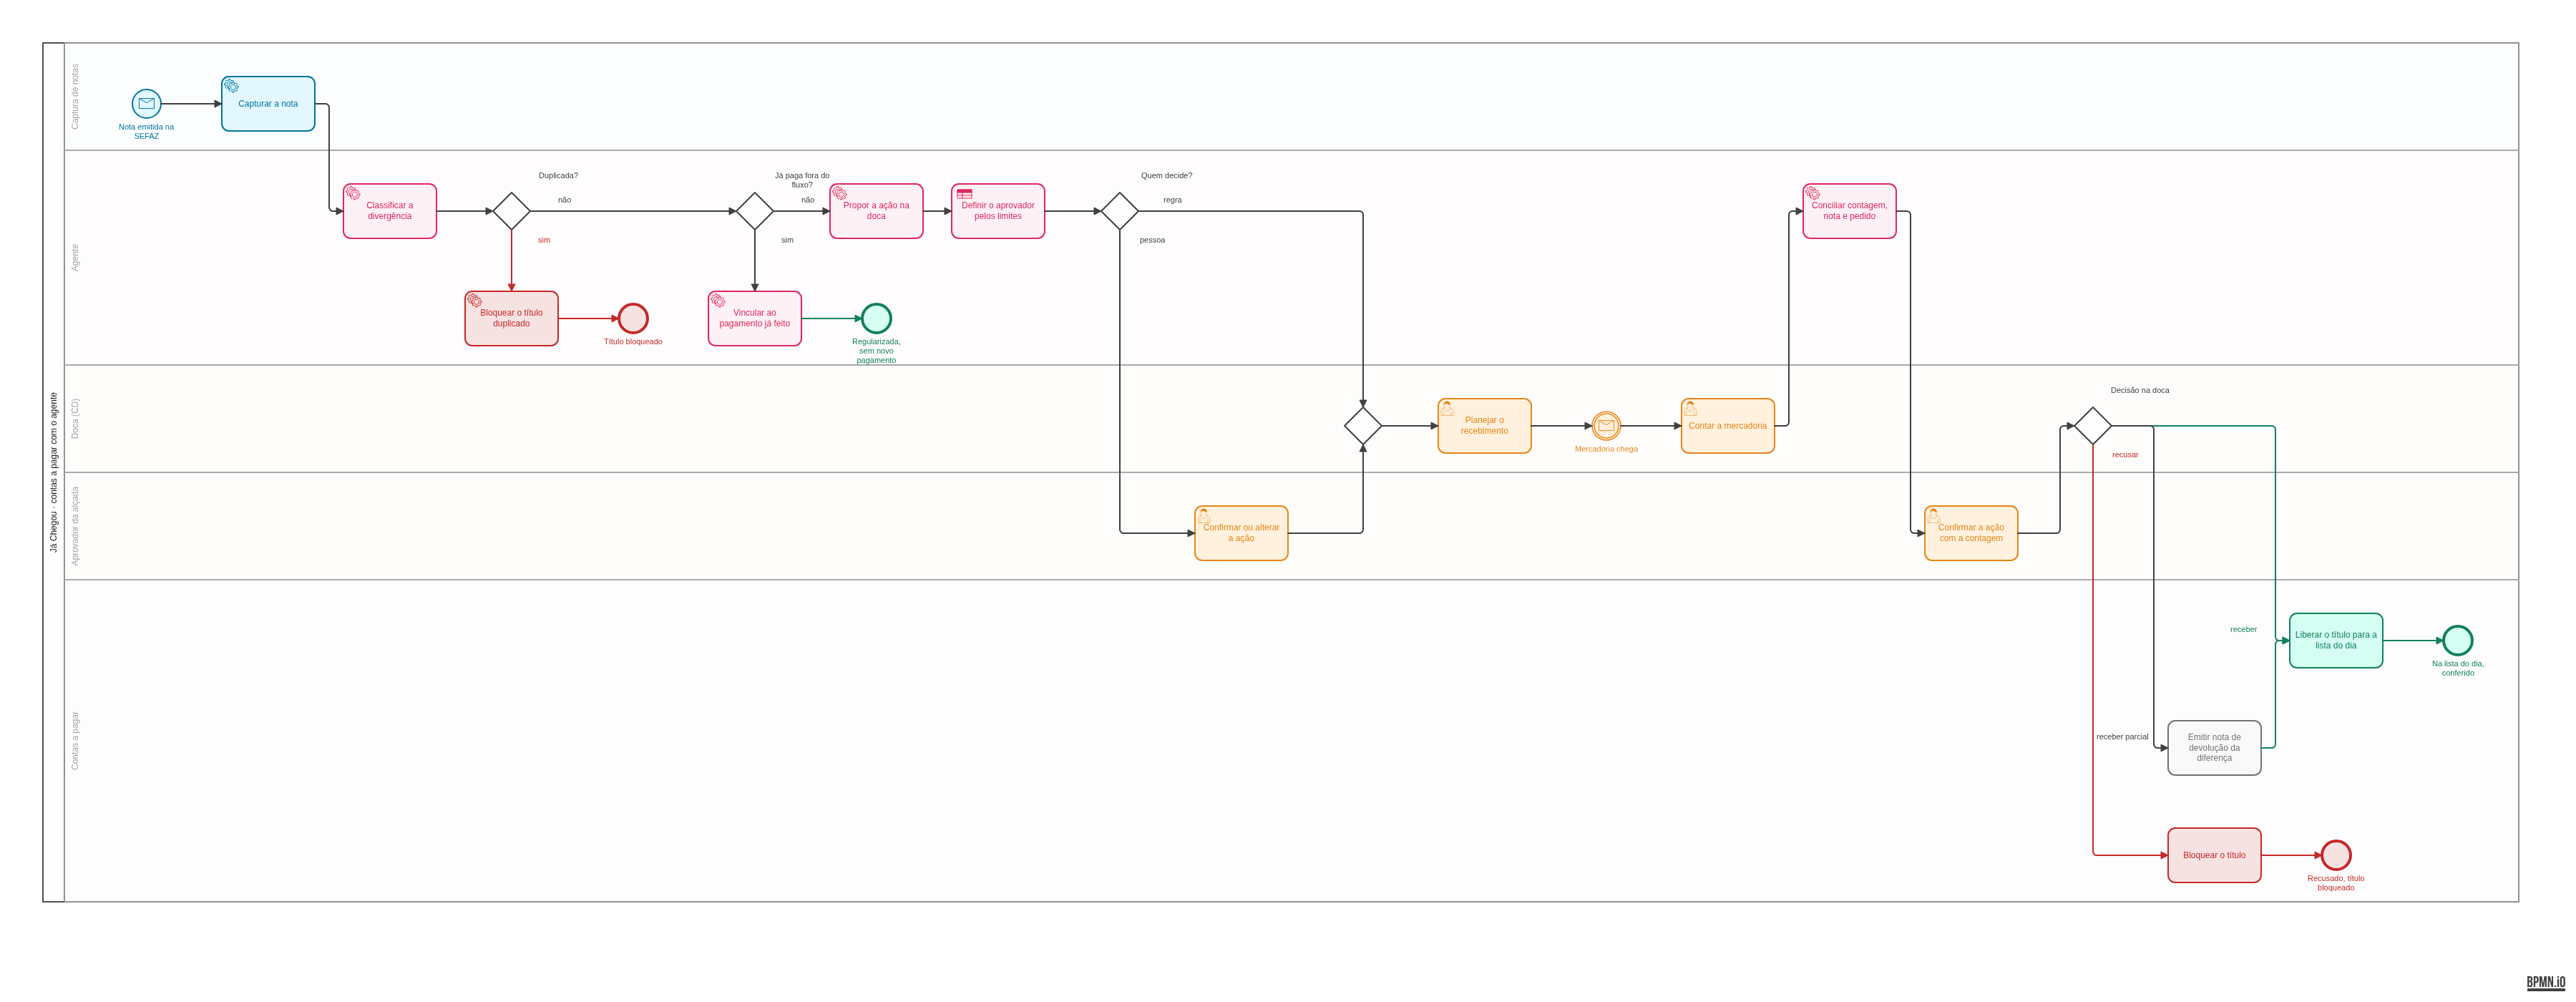 Já Chegou - contas a pagar com o agente
Captura de notas
Nota emitida na
SEFAZ
Capturar a nota
Agente
Classificar a
divergência
Duplicada?
não
sim
Bloquear o título
duplicado
Título bloqueado
Já paga fora do
fluxo?
não
sim
Vincular ao
pagamento já feito
Regularizada,
sem novo
pagamento
Propor a ação na
doca
Definir o aprovador
pelos limites
Quem decide?
regra
pessoa
Conciliar contagem,
nota e pedido
Doca (CD)
Planejar o
recebimento
Mercadoria chega
Contar a mercadoria
Decisão na doca
recusar
Aprovador da alçada
Confirmar ou alterar
a ação
Confirmar a ação
com a contagem
Contas a pagar
receber
Liberar o título para a
lista do dia
Na lista do dia,
conferido
receber parcial
Emitir nota de
devolução da
diferença
Bloquear o título
Recusado, título
bloqueado
BPMN.iO